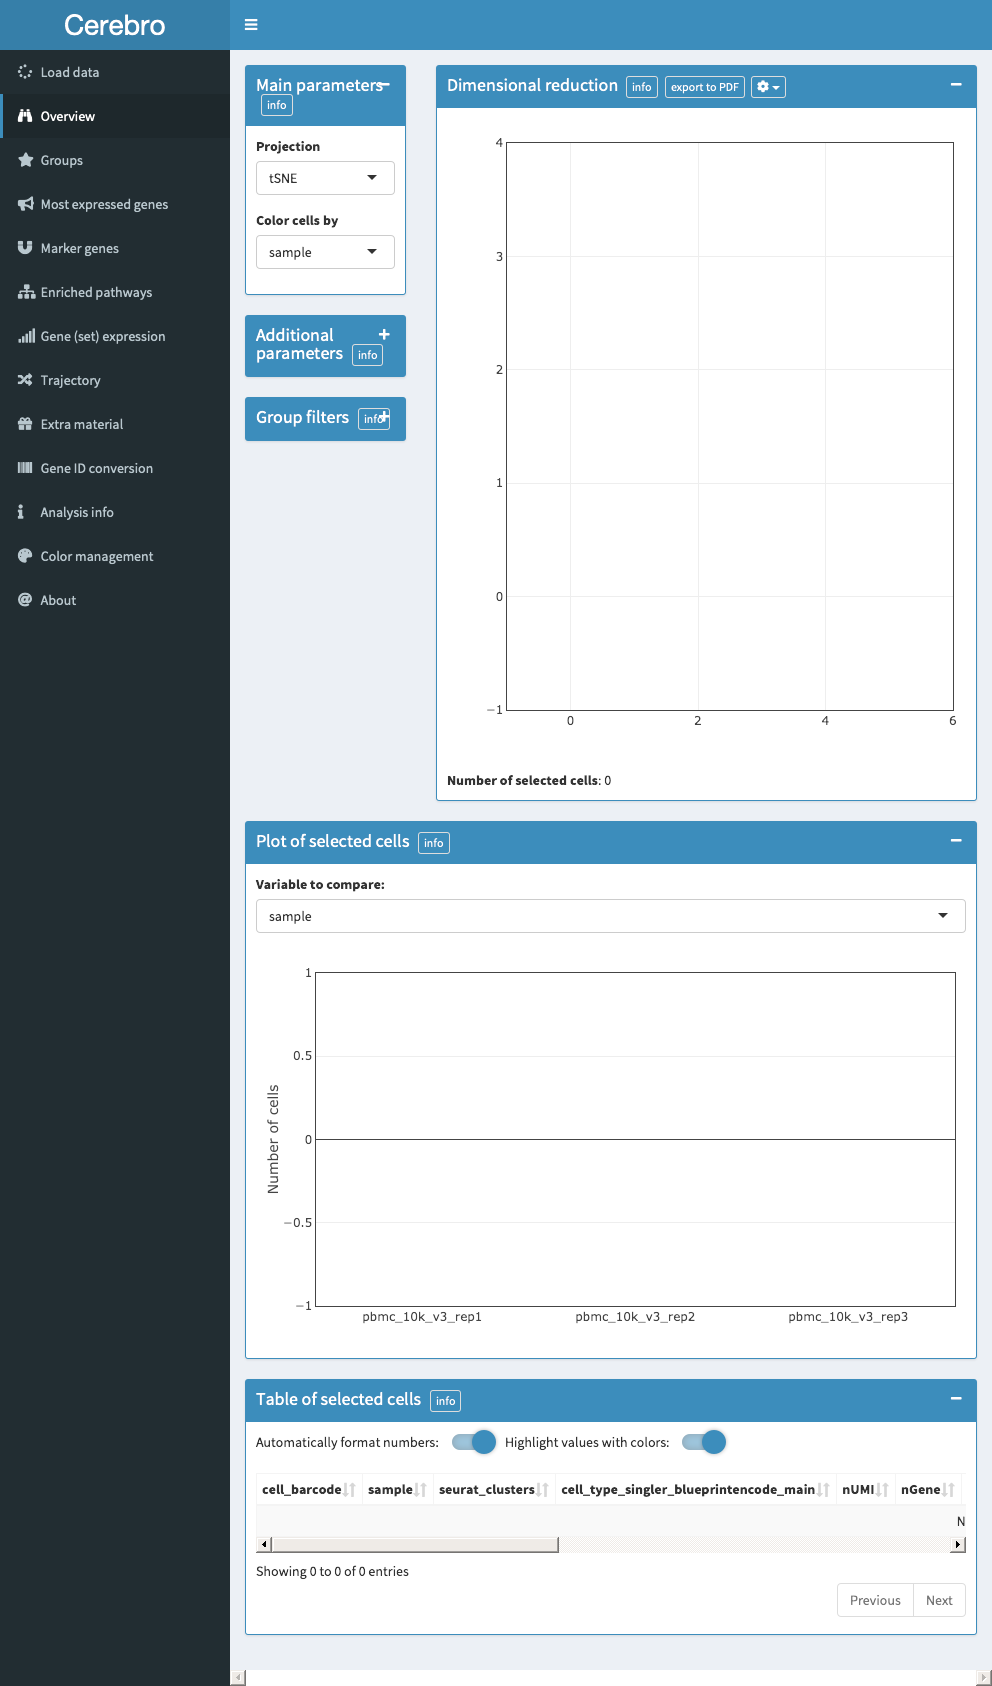 Cerebro
Load data
Overview
Groups
Most expressed genes
Marker genes
Enriched pathways
Gene (set) expression
Trajectory
Extra material
Gene ID conversion
Analysis info
Color management
About
Main parameters
info
Projection
tSNE
Color cells by
sample
Additional
parameters info
Group filters info
Dimensional reduction info export to PDF
4
3
2
1
0
−1
0 2 4 6
Number of selected cells: 0
Plot of selected cells info
Variable to compare:
sample
Number of cells
1
0.5
0
−0.5
−1
pbmc_10k_v3_rep1 pbmc_10k_v3_rep2 pbmc_10k_v3_rep3
Table of selected cells info
Automatically format numbers: Highlight values with colors:
cell_barcode sample seurat_clusters cell_type_singler_blueprintencode_main nUMI nGene
N
Showing 0 to 0 of 0 entries
Previous Next